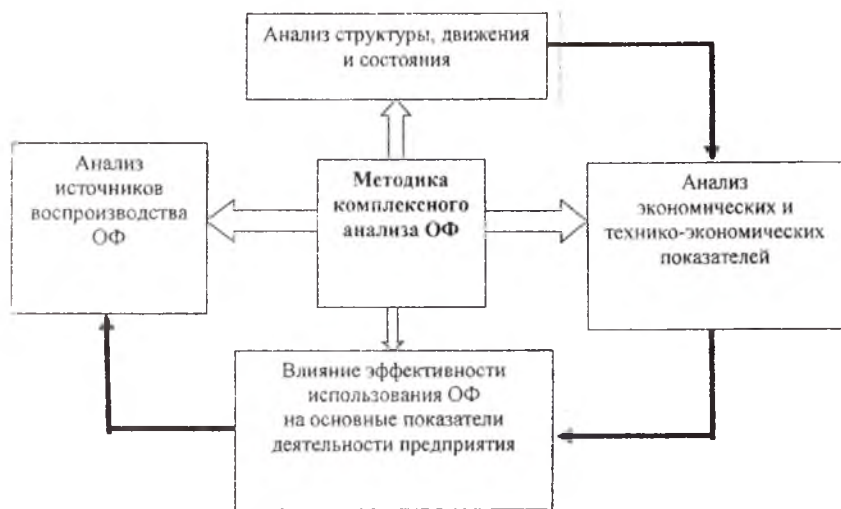 Анализ структуры, движения
и состояния
Анализ
источников
воспроизводства
ОФ
Методика
комплексного
анализа ОФ
Анализ
экономических и
технико-экономических
показателей
Влияние эффективности
использования ОФ
на основные показатели
деятельности предприятия